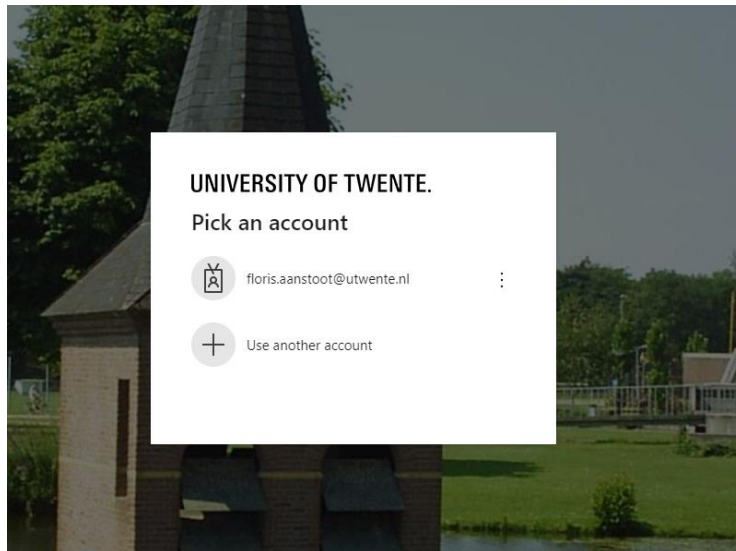 UNIVERSITY OF TWENTE.
Pick an account
floris.aanstoot@utwente.nl
Use another account